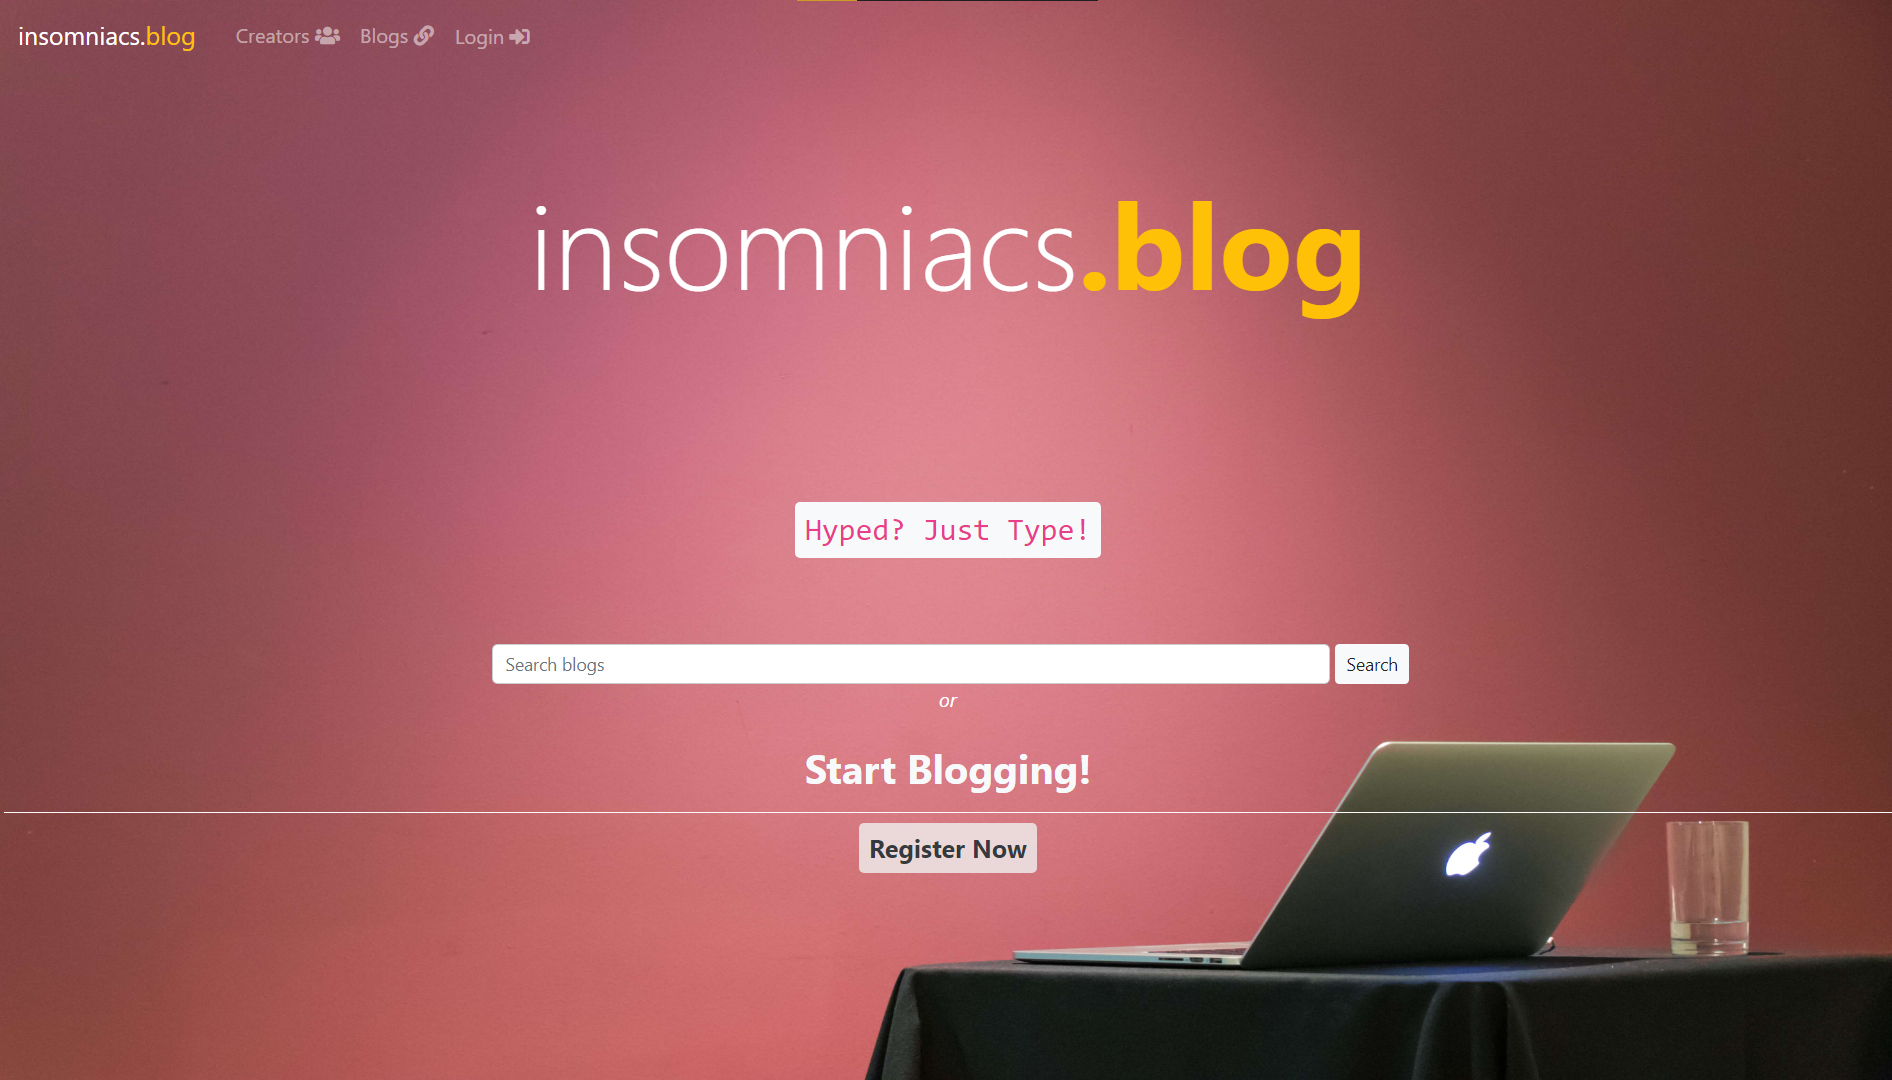 insomniacs.blog Creators Blogs Login
insomniacs.blog
Hyped? Just Type!
Search blogs Search
or
Start Blogging!
Register Now